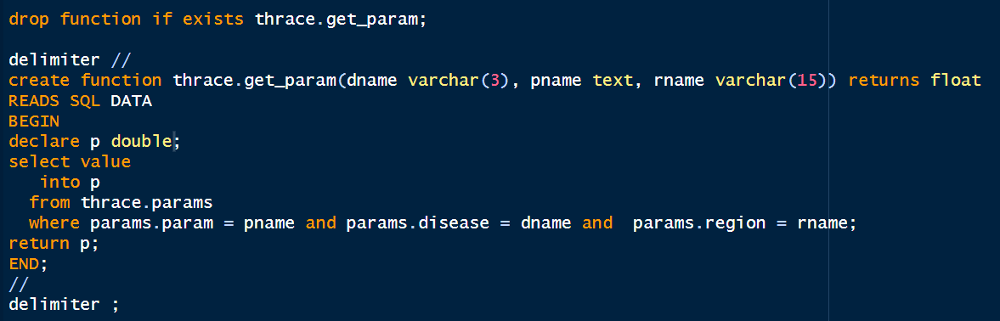 drop function if exists thrace.get_param;
delimiter //
create function thrace.get_param(dname varchar(3), pname text, rname varchar(15)) returns float
READS SQL DATA
BEGIN
declare p double;
select value
into p
from thrace.params
where params.param = pname and params.disease = dname and  params.region = rname;
return p;
END;
//
delimiter ;